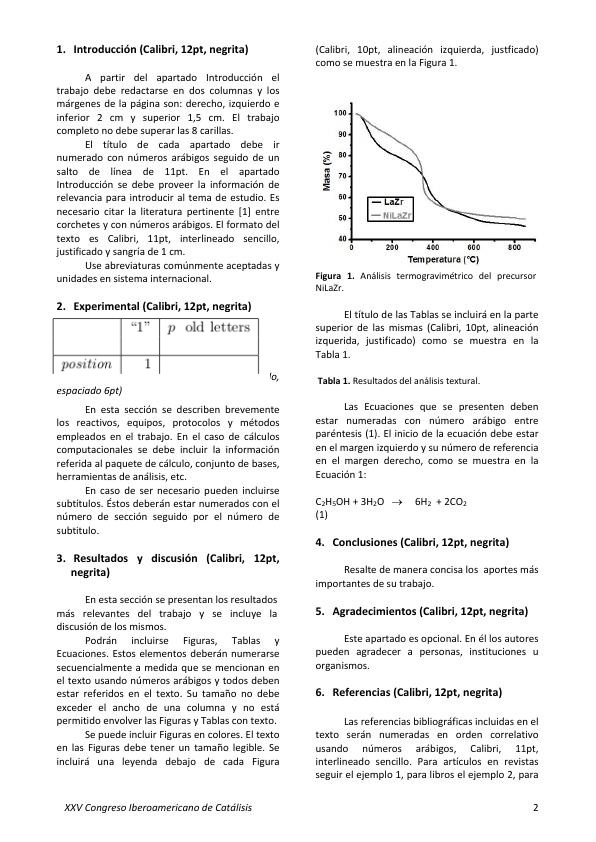 1. Introducción (Calibri, 12pt, negrita)
A partir del apartado Introducción el
trabajo debe redactarse en dos columnas y los
márgenes de la página son: derecho, izquierdo e
inferior 2 cm y superior 1,5 cm. El trabajo
completo no debe superar las 8 carillas.
El título de cada apartado debe ir
numerado con números arábigos seguido de un
salto de línea de 11pt. En el apartado
Introducción se debe proveer la información de
relevancia para introducir al tema de estudio. Es
necesario citar la literatura pertinente [1] entre
corchetes y con números arábigos. El formato del
texto es Calibri, 11pt, interlineado sencillo,
justificado y sangría de 1 cm.
Use abreviaturas comúnmente aceptadas y
unidades en sistema internacional.
2. Experimental (Calibri, 12pt, negrita)
“1” p old letters
position 1
lo,
espaciado 6pt)
En esta sección se describen brevemente
los reactivos, equipos, protocolos y métodos
empleados en el trabajo. En el caso de cálculos
computacionales se debe incluir la información
referida al paquete de cálculo, conjunto de bases,
herramientas de análisis, etc.
En caso de ser necesario pueden incluirse
subtítulos. Éstos deberán estar numerados con el
número de sección seguido por el número de
subtitulo.
3. Resultados y discusión (Calibri, 12pt,
negrita)
En esta sección se presentan los resultados
más relevantes del trabajo y se incluye la
discusión de los mismos.
Podrán incluirse Figuras, Tablas y
Ecuaciones. Estos elementos deberán numerarse
secuencialmente a medida que se mencionan en
el texto usando números arábigos y todos deben
estar referidos en el texto. Su tamaño no debe
exceder el ancho de una columna y no está
permitido envolver las Figuras y Tablas con texto.
Se puede incluir Figuras en colores. El texto
en las Figuras debe tener un tamaño legible. Se
incluirá una leyenda debajo de cada Figura
(Calibri, 10pt, alineación izquierda, justficado)
como se muestra en la Figura 1.
100
90
80
70
60
50
40
Masa (%)
LaZr
NiLaZr
0 200 400 600 800
Temperatura (°C)
Figura 1. Análisis termogravimétrico del precursor
NiLaZr.
El título de las Tablas se incluirá en la parte
superior de las mismas (Calibri, 10pt, alineación
izquierda, justificado) como se muestra en la
Tabla 1.
Tabla 1. Resultados del análisis textural.
Las Ecuaciones que se presenten deben
estar numeradas con número arábigo entre
paréntesis (1). El inicio de la ecuación debe estar
en el margen izquierdo y su número de referencia
en el margen derecho, como se muestra en la
Ecuación 1:
C₂H₅OH + 3H₂O → 6H₂ + 2CO₂
(1)
4. Conclusiones (Calibri, 12pt, negrita)
Resalte de manera concisa los aportes más
importantes de su trabajo.
5. Agradecimientos (Calibri, 12pt, negrita)
Este apartado es opcional. En él los autores
pueden agradecer a personas, instituciones u
organismos.
6. Referencias (Calibri, 12pt, negrita)
Las referencias bibliográficas incluidas en el
texto serán numeradas en orden correlativo
usando números arábigos, Calibri, 11pt,
interlineado sencillo. Para artículos en revistas
seguir el ejemplo 1, para libros el ejemplo 2, para
XXV Congreso Iberoamericano de Catálisis 2